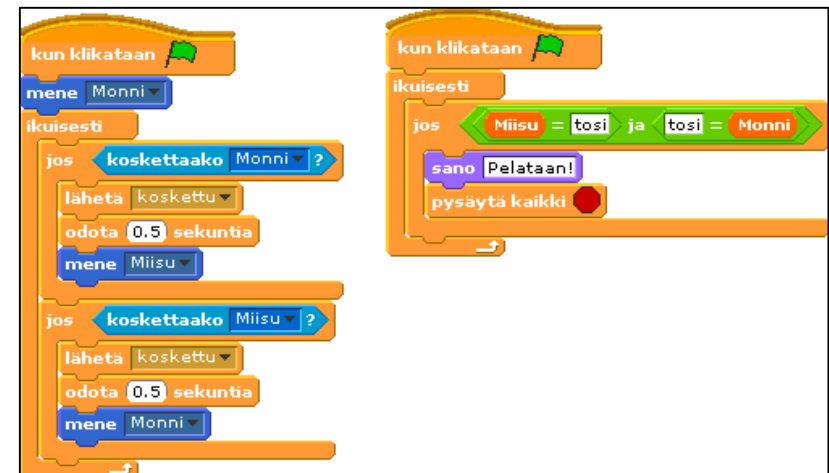 kun klikataan
mene Monni
ikuisesti
jos koskettaako Monni ?
lähetä koskettu
odota 0.5 sekuntia
mene Miisu
jos koskettaako Miisu ?
lähetä koskettu
odota 0.5 sekuntia
mene Monni
kun klikataan
ikuisesti
jos Miisu = tosi ja tosi = Monni
sano Pelataan!
pysäytä kaikki